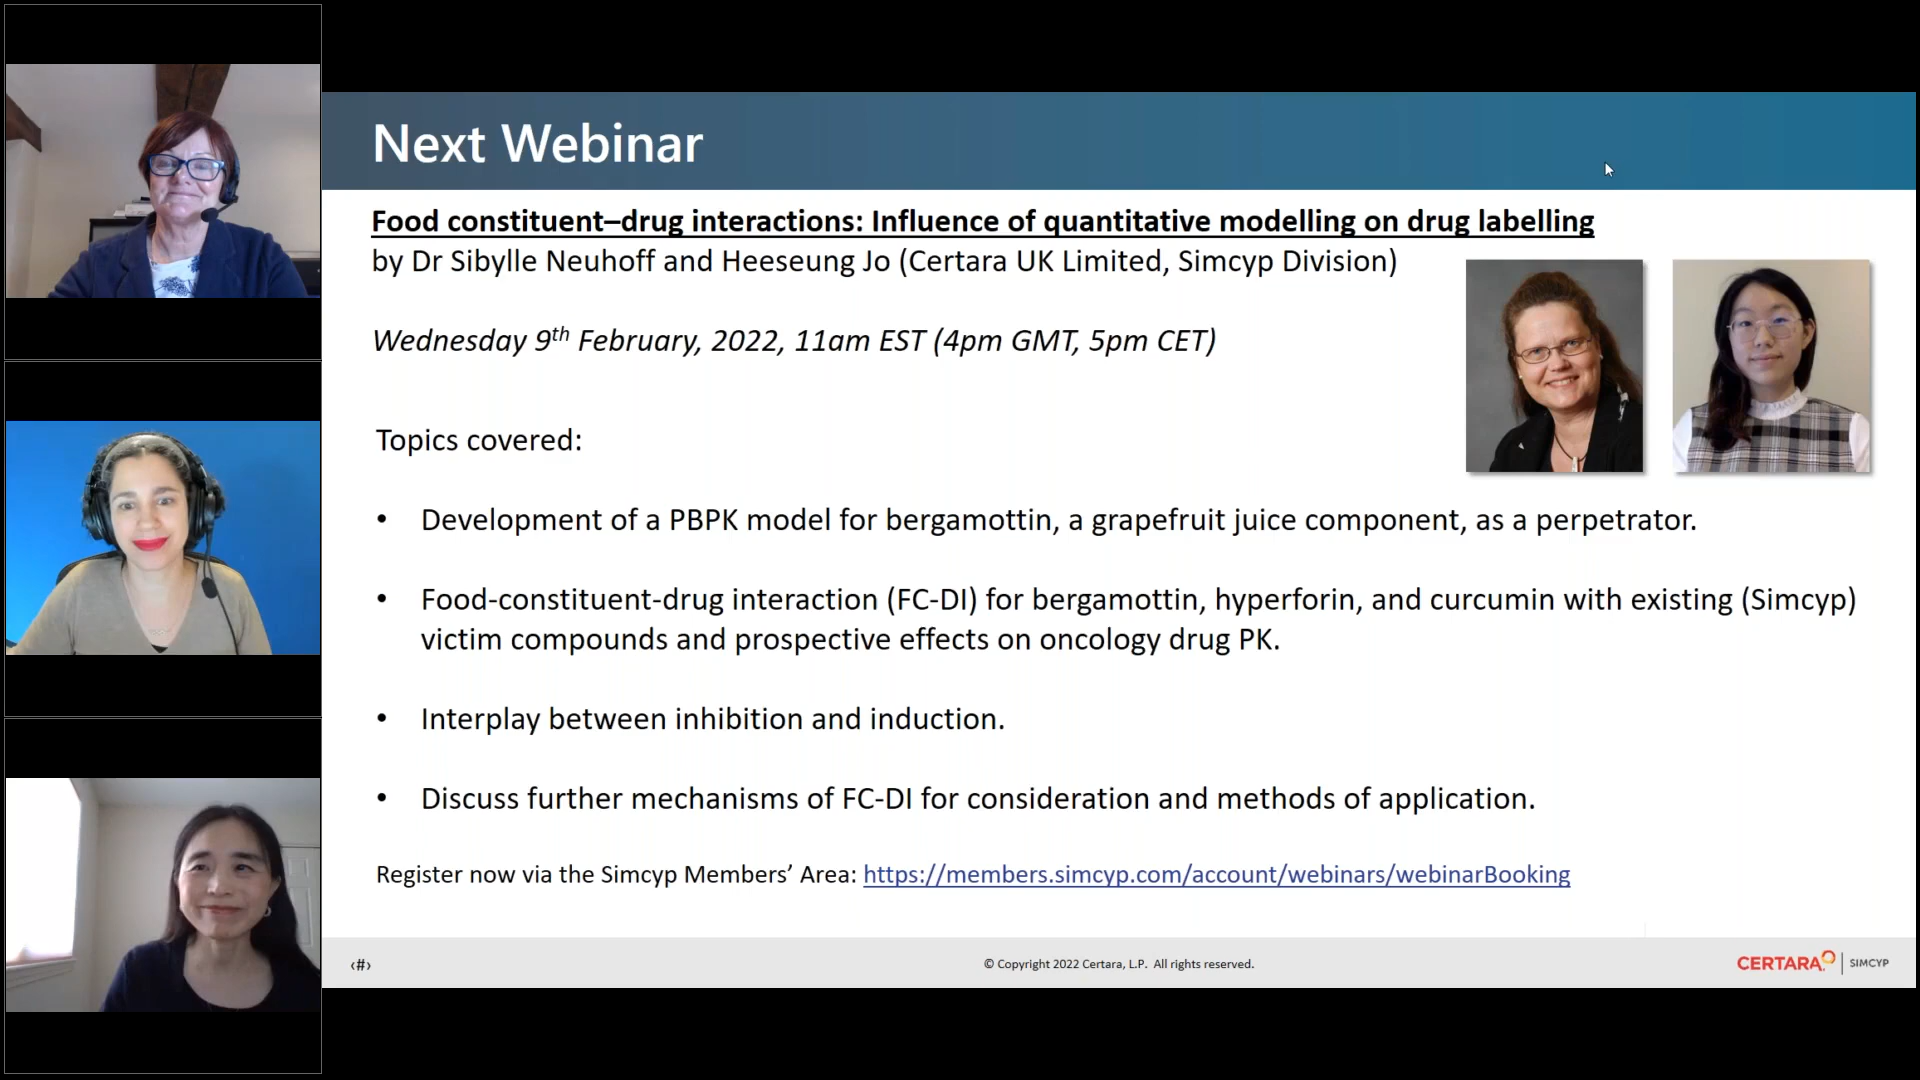 Next Webinar
Food constituent–drug interactions: Influence of quantitative modelling on drug labelling
by Dr Sibylle Neuhoff and Heeseung Jo (Certara UK Limited, Simcyp Division)
Wednesday 9th February, 2022, 11am EST (4pm GMT, 5pm CET)
Topics covered:
• Development of a PBPK model for bergamottin, a grapefruit juice component, as a perpetrator.
• Food-constituent-drug interaction (FC-DI) for bergamottin, hyperforin, and curcumin with existing (Simcyp)
victim compounds and prospective effects on oncology drug PK.
• Interplay between inhibition and induction.
• Discuss further mechanisms of FC-DI for consideration and methods of application.
Register now via the Simcyp Members’ Area: https://members.simcyp.com/account/webinars/webinarBooking
‹#›
© Copyright 2022 Certara, L.P. All rights reserved.
CERTARA | SIMCYP